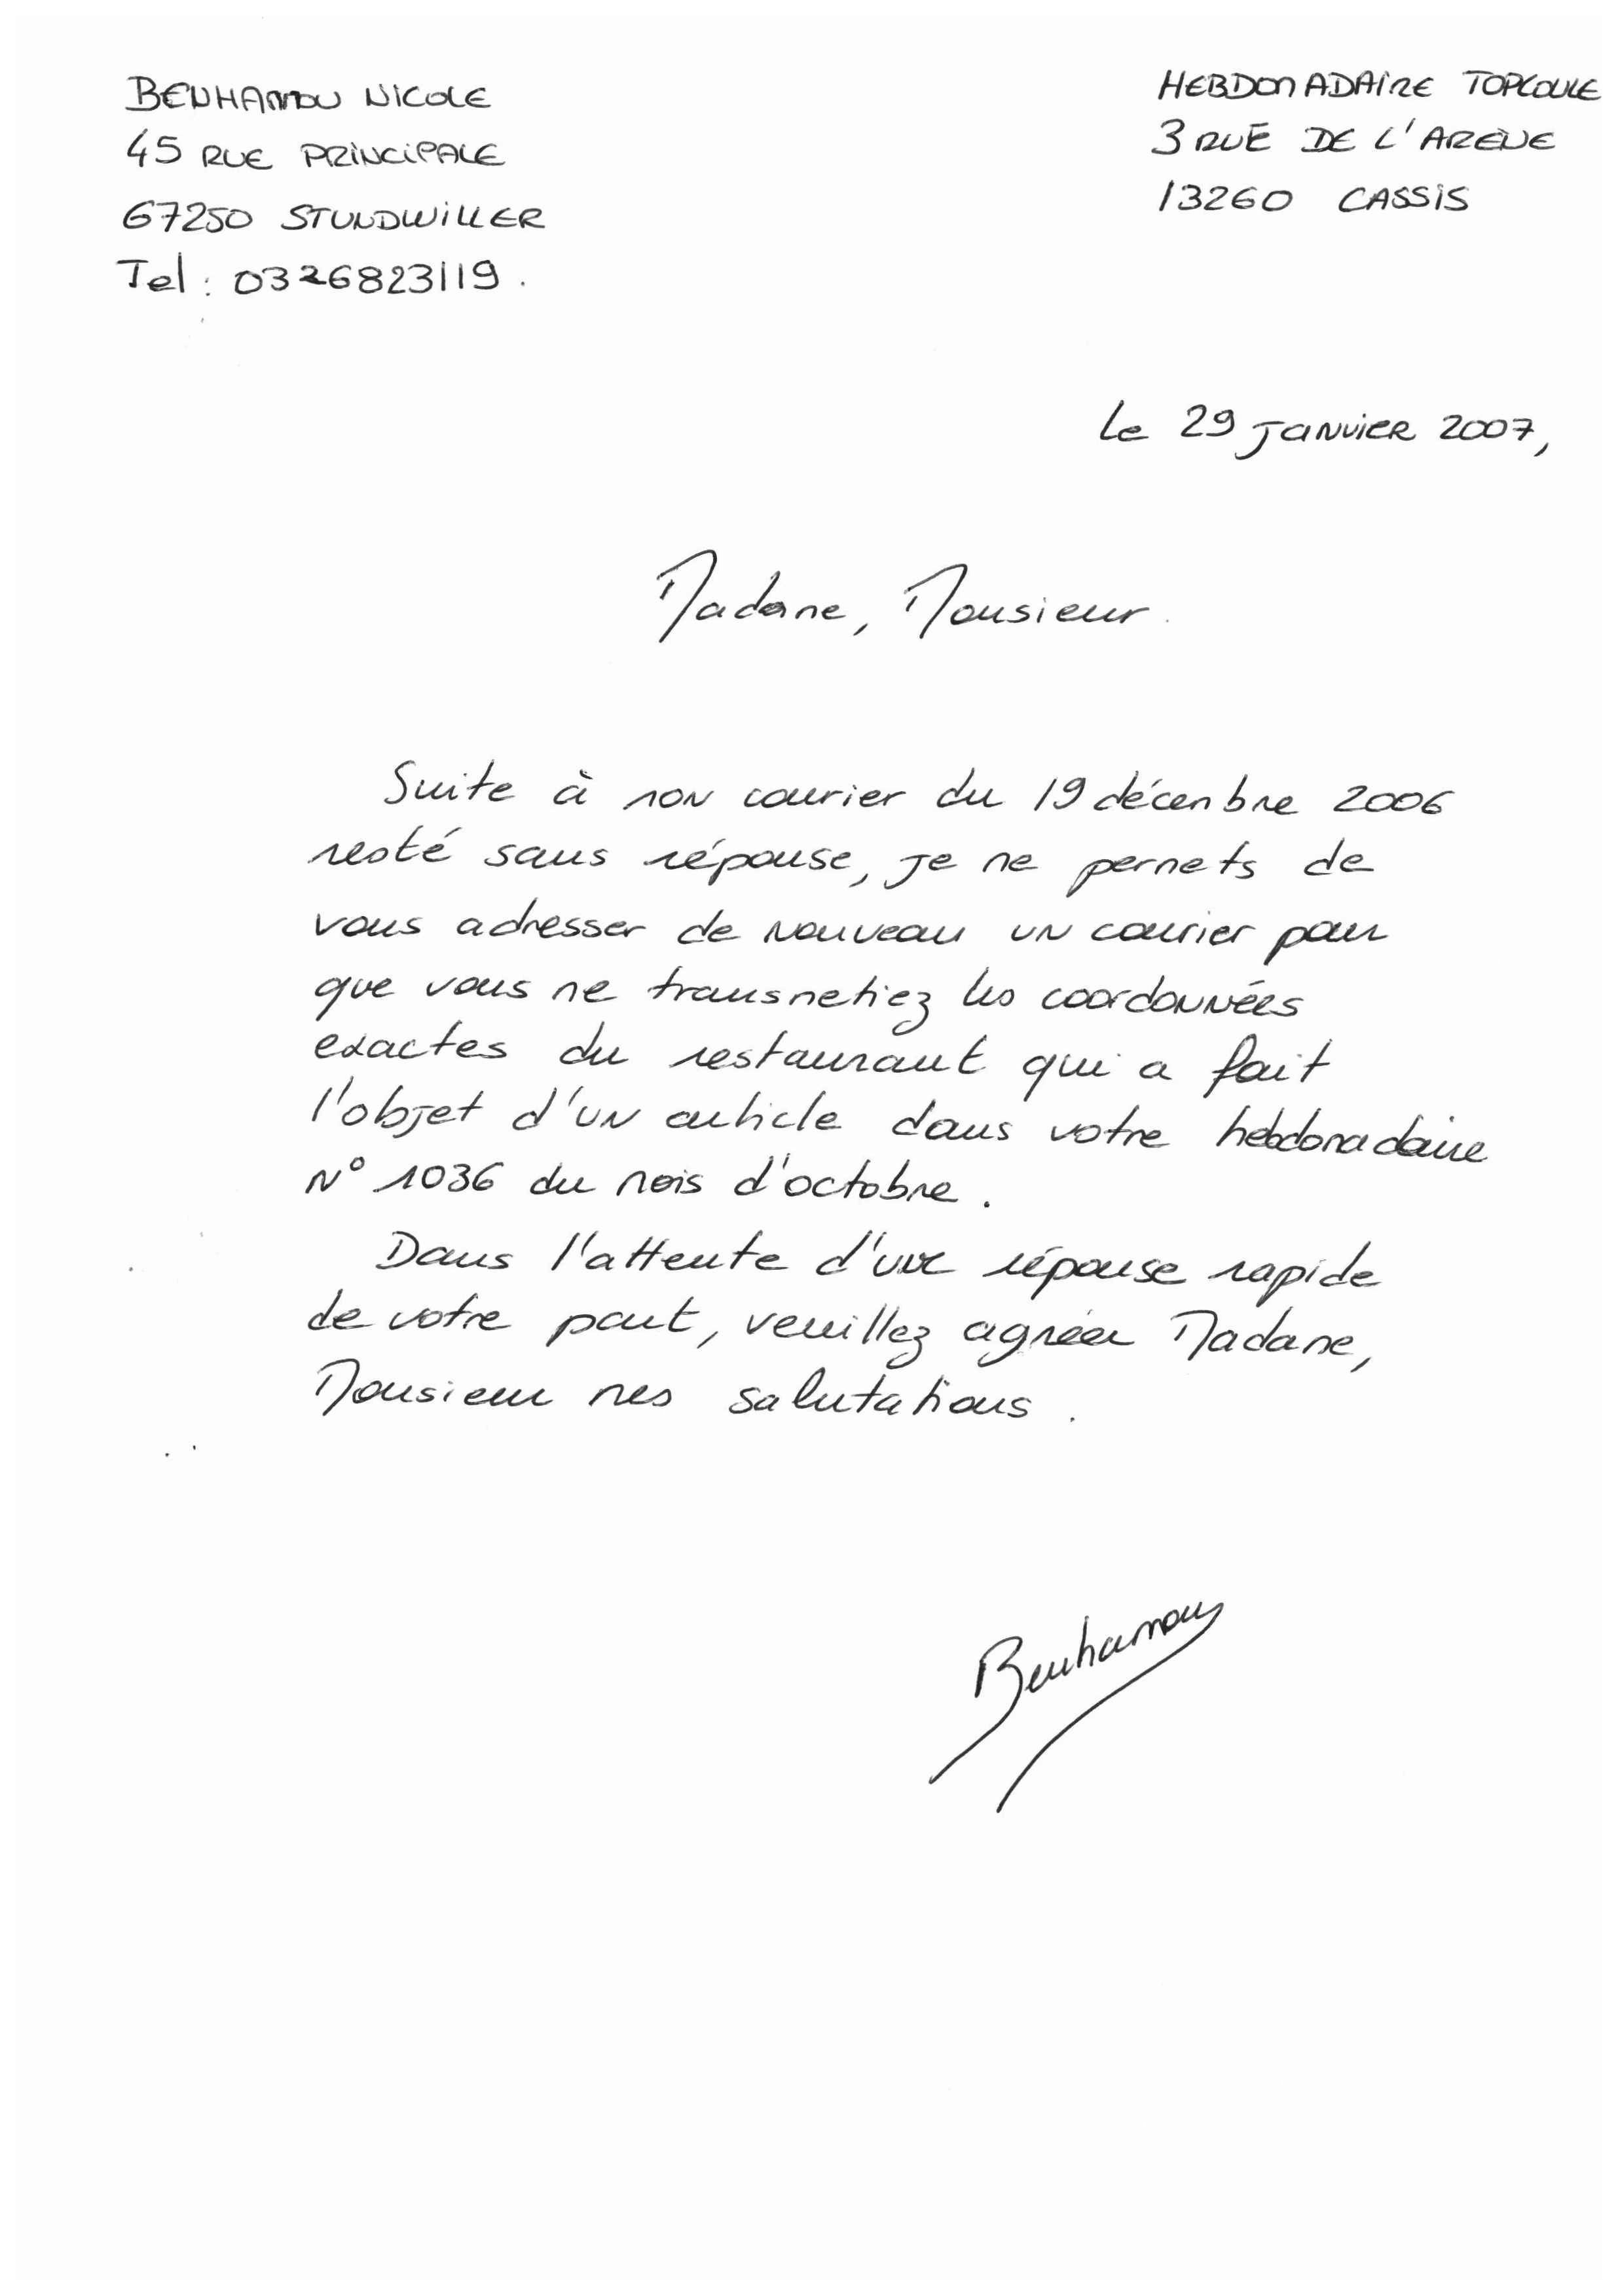 BENHAMOU NICOLE
45 RUE PRINCIPALE
67250 STUNDWILLER
Tel : 0326823119.
HEBDOMADAIRE TOPCOULE
3 RUE DE L'ARENE
13260 CASSIS
Le 29 janvier 2007,
Madame, Monsieur.
Suite à mon courier du 19 décembre 2006
resté sans réponse, je me permets de
vous adresser de nouveau un courier pour
que vous me transmetiez les coordonnées
exactes du restaurant qui a fait
l'objet d'un article dans votre hebdomadaire
N° 1036 du mois d'octobre.
Dans l'attente d'une réponse rapide
de votre part, veuillez agréer Madame,
Monsieur mes salutations.
Benhamou